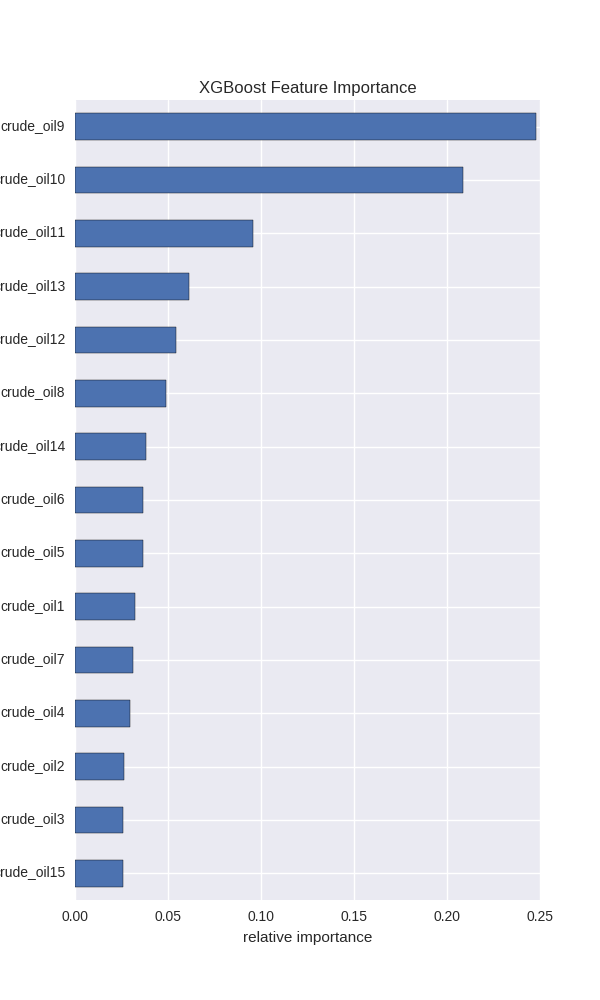 XGBoost Feature Importance
crude_oil9
rude_oil10
rude_oil11
rude_oil13
rude_oil12
crude_oil8
rude_oil14
crude_oil6
crude_oil5
crude_oil1
crude_oil7
crude_oil4
crude_oil2
crude_oil3
rude_oil15
0.00 0.05 0.10 0.15 0.20 0.25
relative importance